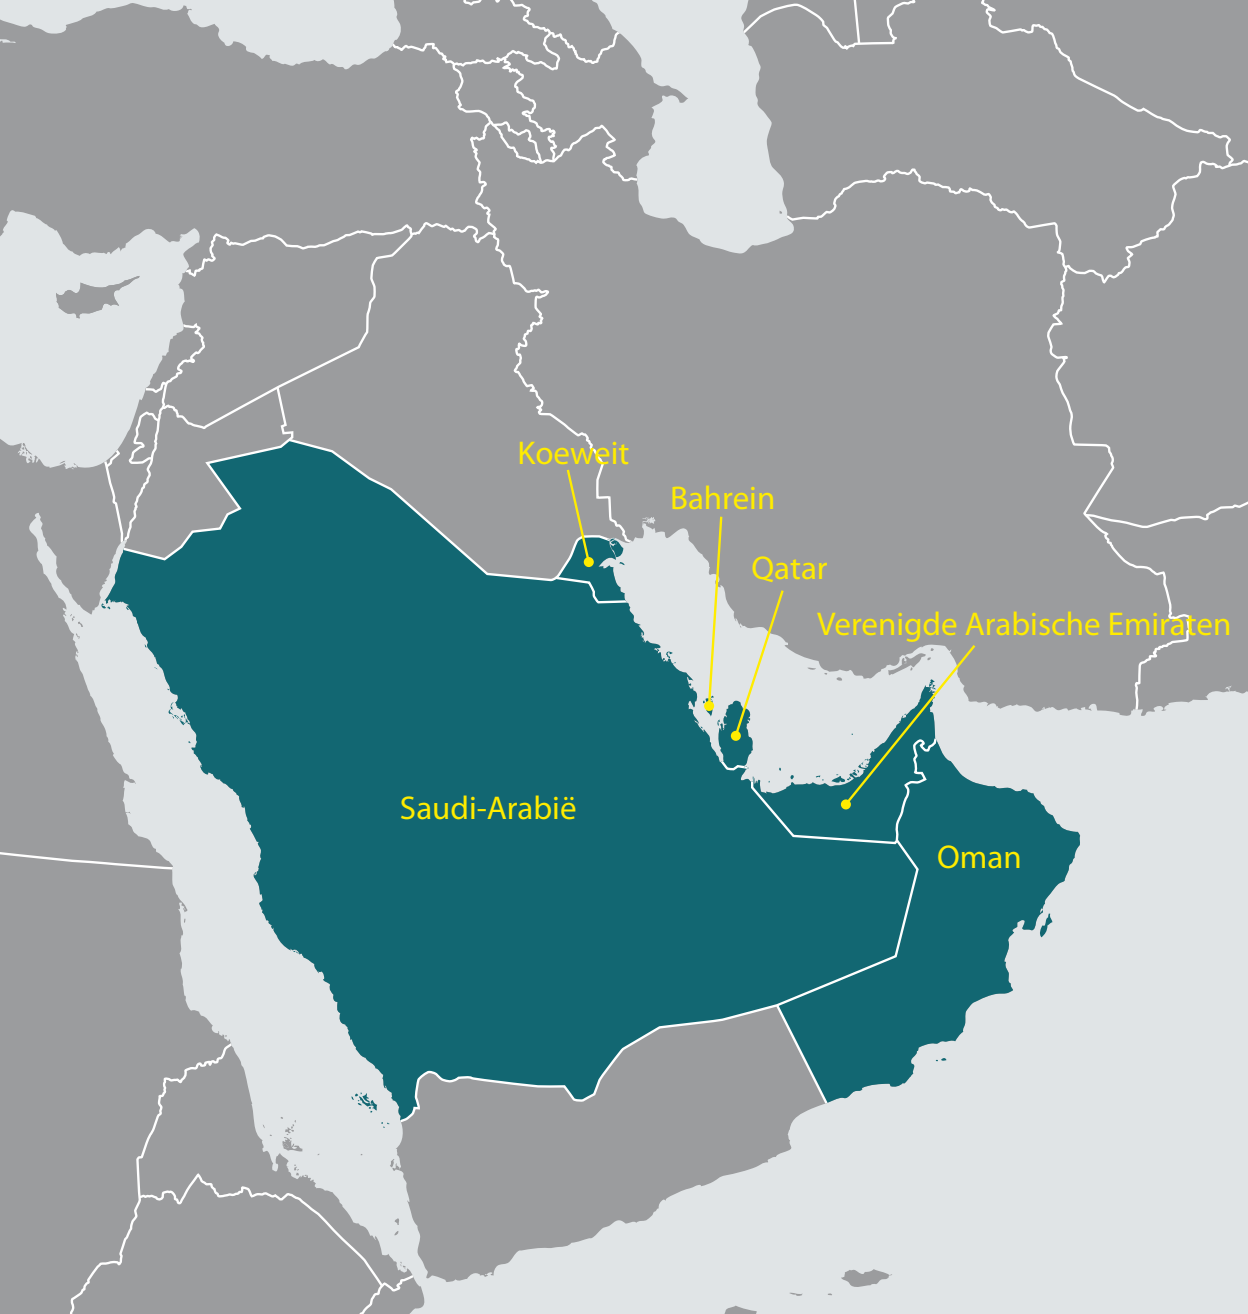 Koeweit
Bahrein
Qatar
Verenigde Arabische Emiraten
Saudi-Arabië
Oman